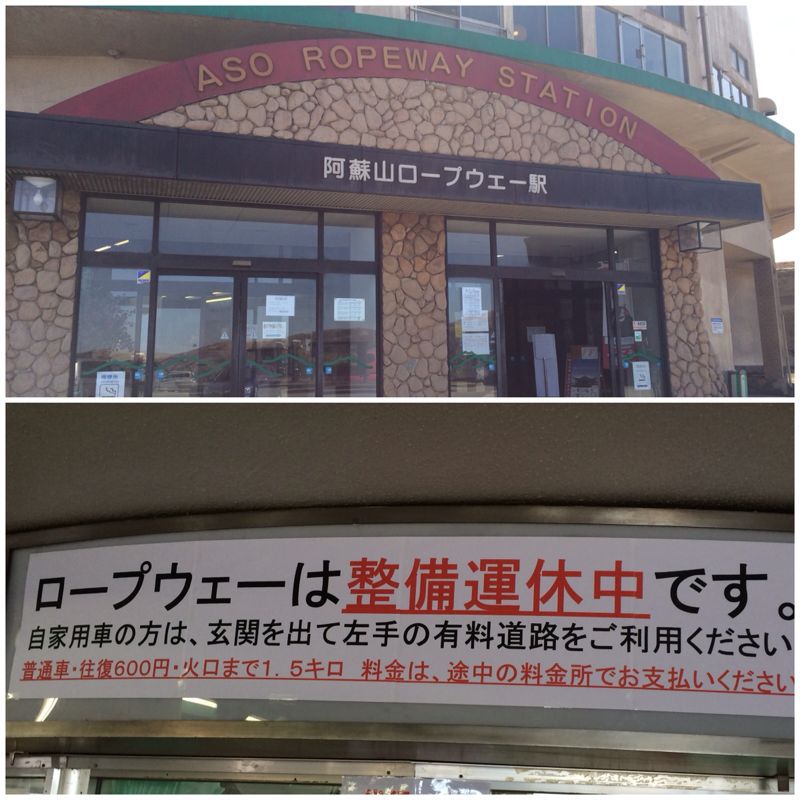 ASO ROPEWAY STATION
阿蘇山ロープウエー駅
ロープウェーは整備運休中です。
自家用車の方は、玄関を出て左手の有料道路をご利用ください
普通車・往復600円・火口まで1.5キロ 料金は、途中の料金所でお支払いください